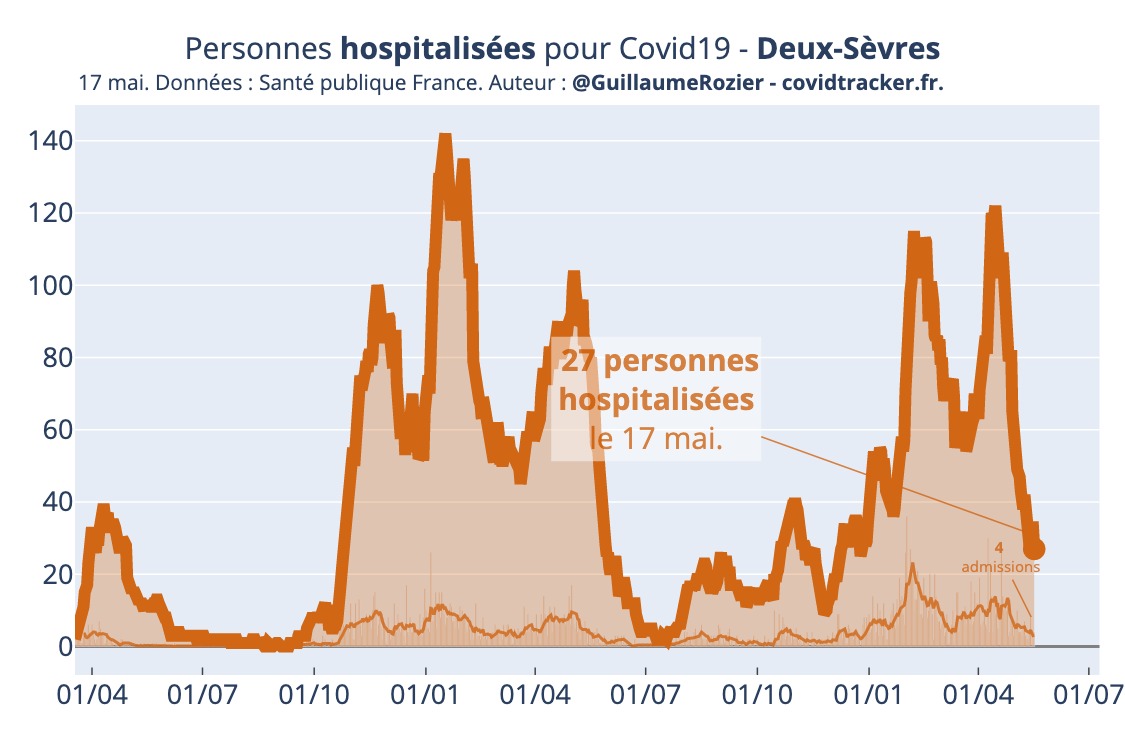 Personnes hospitalisées pour Covid19 - Deux-Sèvres
17 mai. Données : Santé publique France. Auteur : @GuillaumeRozier - covidtracker.fr.
140
120
100
80
60
40
20
0
27 personnes
hospitalisées
le 17 mai.
4
admissions
01/04 01/07 01/10 01/01 01/04 01/07 01/10 01/01 01/04 01/07